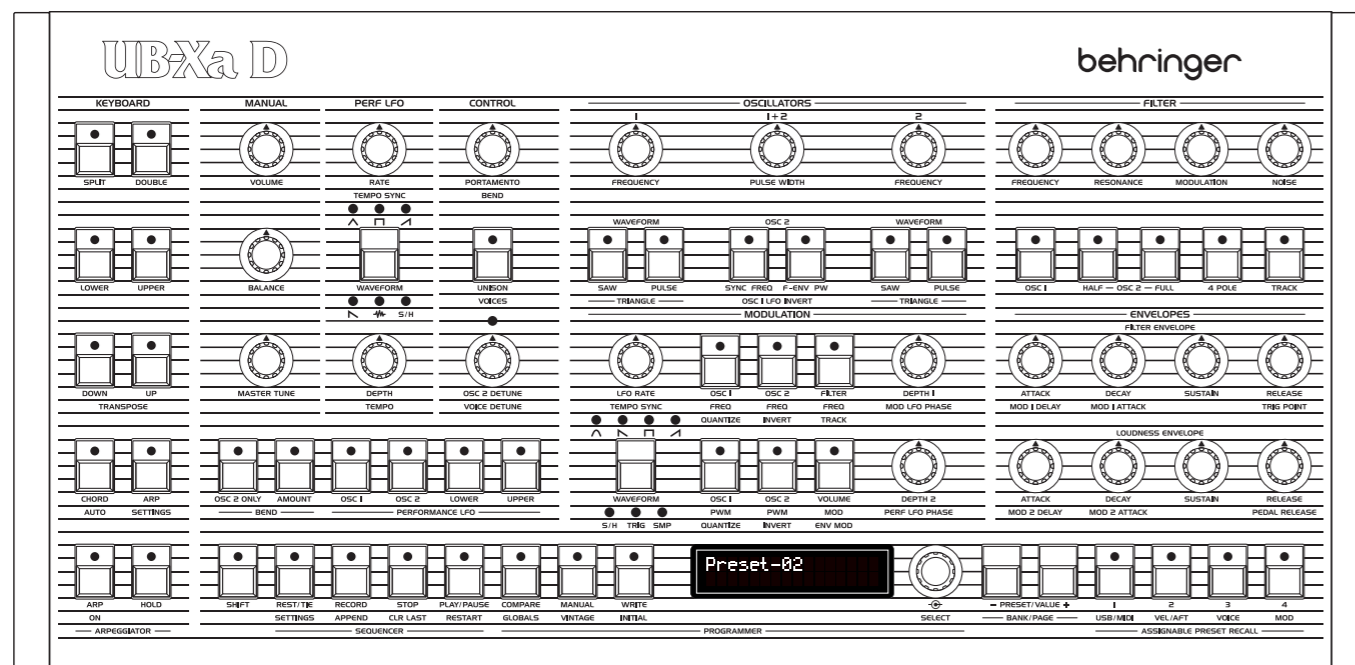 UB-Xa D
behringer
KEYBOARD MANUAL PERF LFO CONTROL OSCILLATORS FILTER
1 1+2 2
SPLIT DOUBLE VOLUME RATE PORTAMENTO FREQUENCY PULSE WIDTH FREQUENCY FREQUENCY RESONANCE MODULATION NOISE
TEMPO SYNC BEND
WAVEFORM OSC 2 WAVEFORM
LOWER UPPER BALANCE WAVEFORM UNISON SAW PULSE SYNC FREQ F-ENV PW SAW PULSE OSC 1 HALF — OSC 2 — FULL 4 POLE TRACK
VOICES TRIANGLE OSC 1 LFO INVERT TRIANGLE
S/H
MODULATION ENVELOPES
FILTER ENVELOPE
DOWN UP MASTER TUNE DEPTH OSC 2 DETUNE LFO RATE OSC 1 OSC 2 FILTER DEPTH 1 ATTACK DECAY SUSTAIN RELEASE
TRANSPOSE TEMPO VOICE DETUNE TEMPO SYNC FREQ FREQ FREQ MOD LFO PHASE MOD 1 DELAY MOD 1 ATTACK TRIG POINT
QUANTIZE INVERT TRACK
LOUDNESS ENVELOPE
CHORD ARP OSC 2 ONLY AMOUNT OSC 1 OSC 2 LOWER UPPER WAVEFORM OSC 1 OSC 2 VOLUME DEPTH 2 ATTACK DECAY SUSTAIN RELEASE
AUTO SETTINGS BEND PERFORMANCE LFO PWM PWM MOD PERF LFO PHASE MOD 2 DELAY MOD 2 ATTACK PEDAL RELEASE
S/H TRIG SMP QUANTIZE INVERT ENV MOD
Preset-02
ARP HOLD SHIFT REST/TIE RECORD STOP PLAY/PAUSE COMPARE MANUAL WRITE SELECT — PRESET/VALUE + 1 2 3 4
ON SETTINGS APPEND CLR LAST RESTART GLOBALS VINTAGE INITIAL BANK/PAGE USB/MIDI VEL/AFT VOICE MOD
ARPEGGIATOR SEQUENCER PROGRAMMER ASSIGNABLE PRESET RECALL